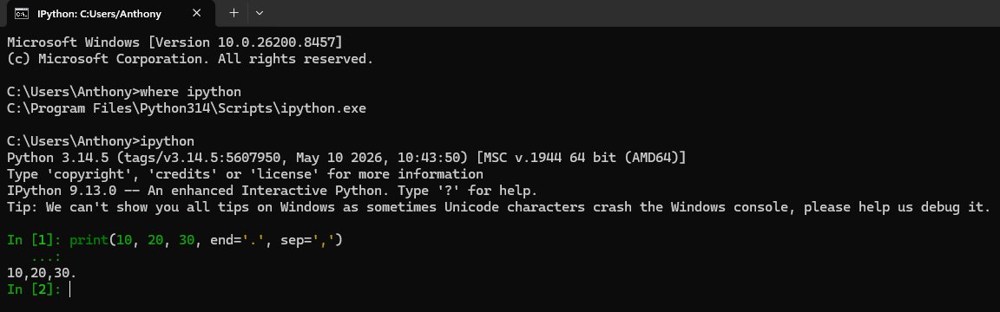 IPython: C:Users/Anthony
Microsoft Windows [Version 10.0.26200.8457]
(c) Microsoft Corporation. All rights reserved.
C:\Users\Anthony>where ipython
C:\Program Files\Python314\Scripts\ipython.exe
C:\Users\Anthony>ipython
Python 3.14.5 (tags/v3.14.5:5607950, May 10 2026, 10:43:50) [MSC v.1944 64 bit (AMD64)]
Type 'copyright', 'credits' or 'license' for more information
IPython 9.13.0 -- An enhanced Interactive Python. Type '?' for help.
Tip: We can't show you all tips on Windows as sometimes Unicode characters crash the Windows console, please help us debug it.
In [1]: print(10, 20, 30, end='.', sep=',')
   ...:
10,20,30.
In [2]: